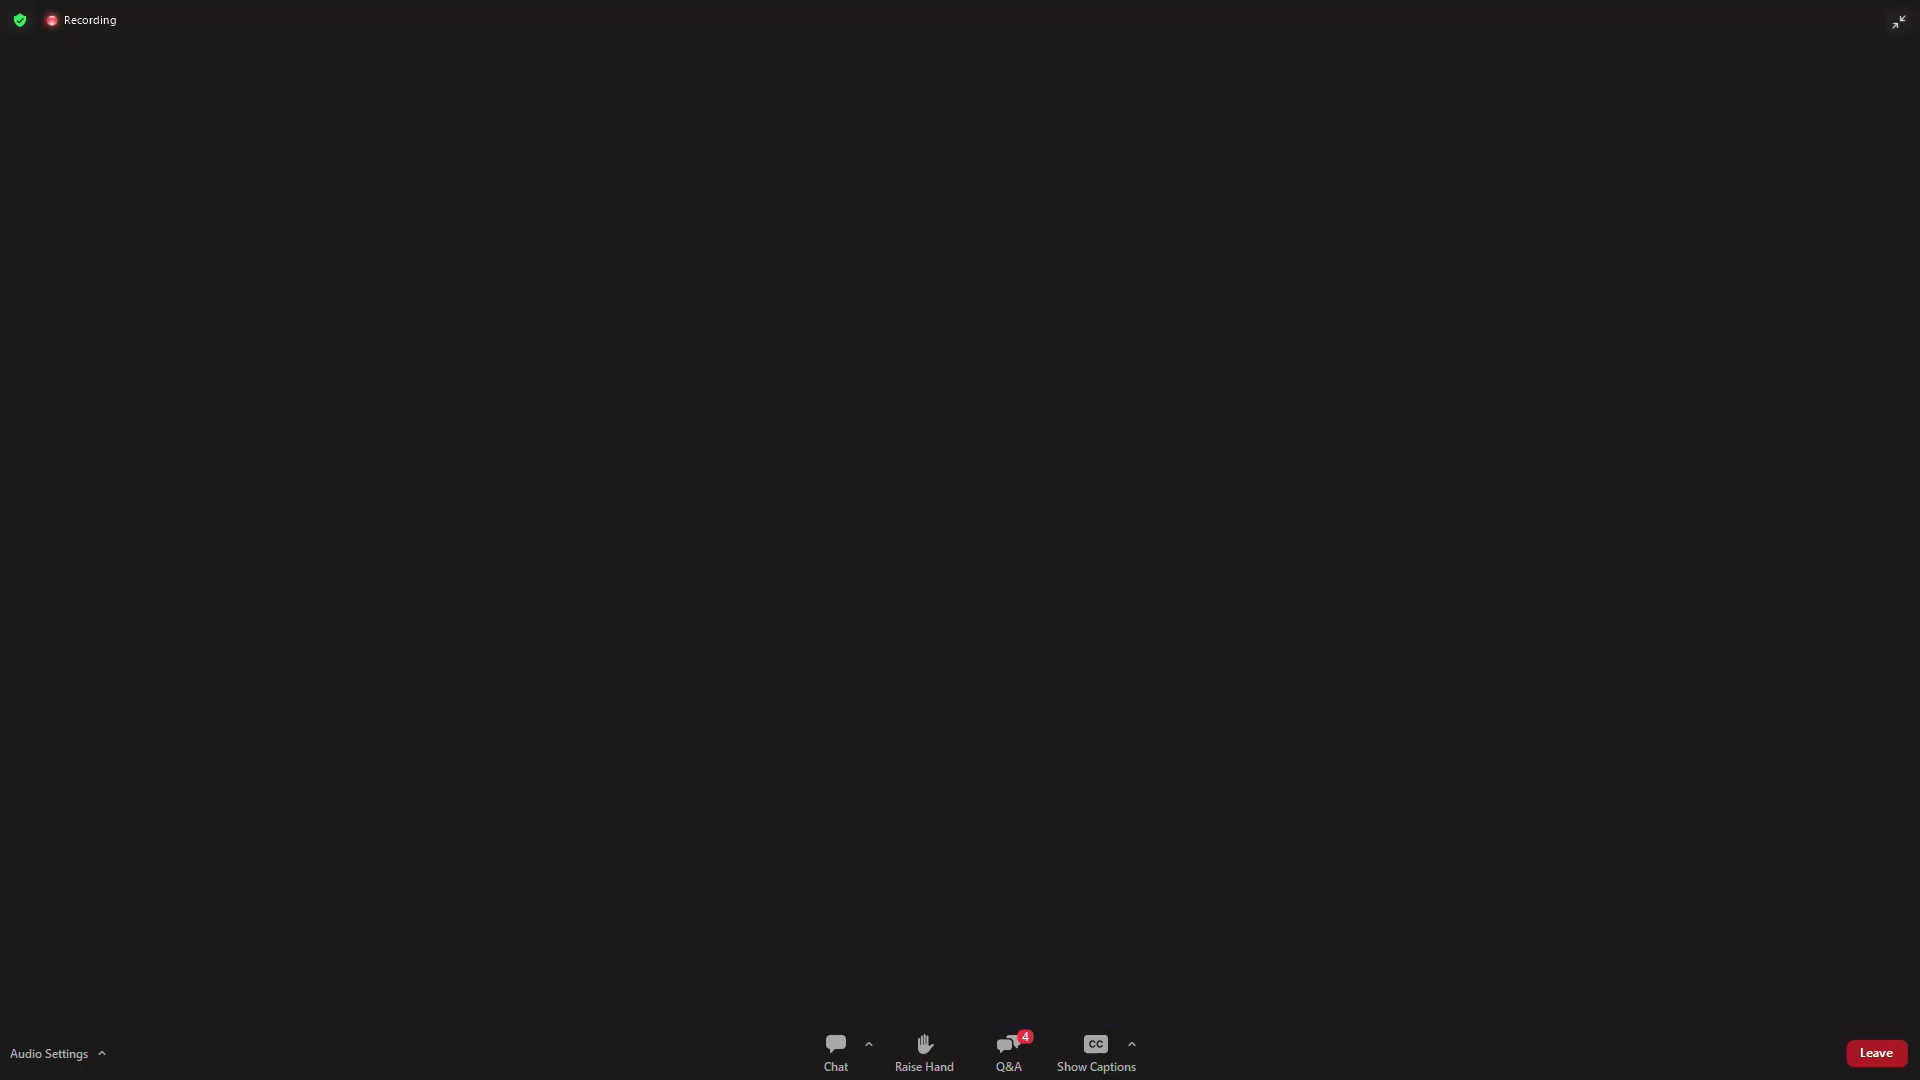 Recording
Audio Settings
Chat
Raise Hand
4
Q&A
CC
Show Captions
Leave